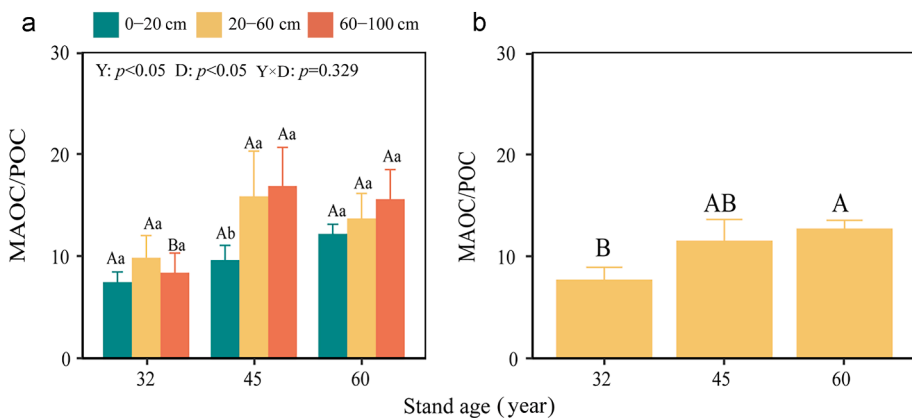 a
0−20 cm 20−60 cm 60−100 cm
b
30
Y: p<0.05 D: p<0.05 Y×D: p=0.329
20
10
0
MAOC/POC
Aa Aa Ba
Ab Aa Aa
Aa Aa Aa
32 45 60
30
20
10
0
MAOC/POC
B AB A
32 45 60
Stand age (year)